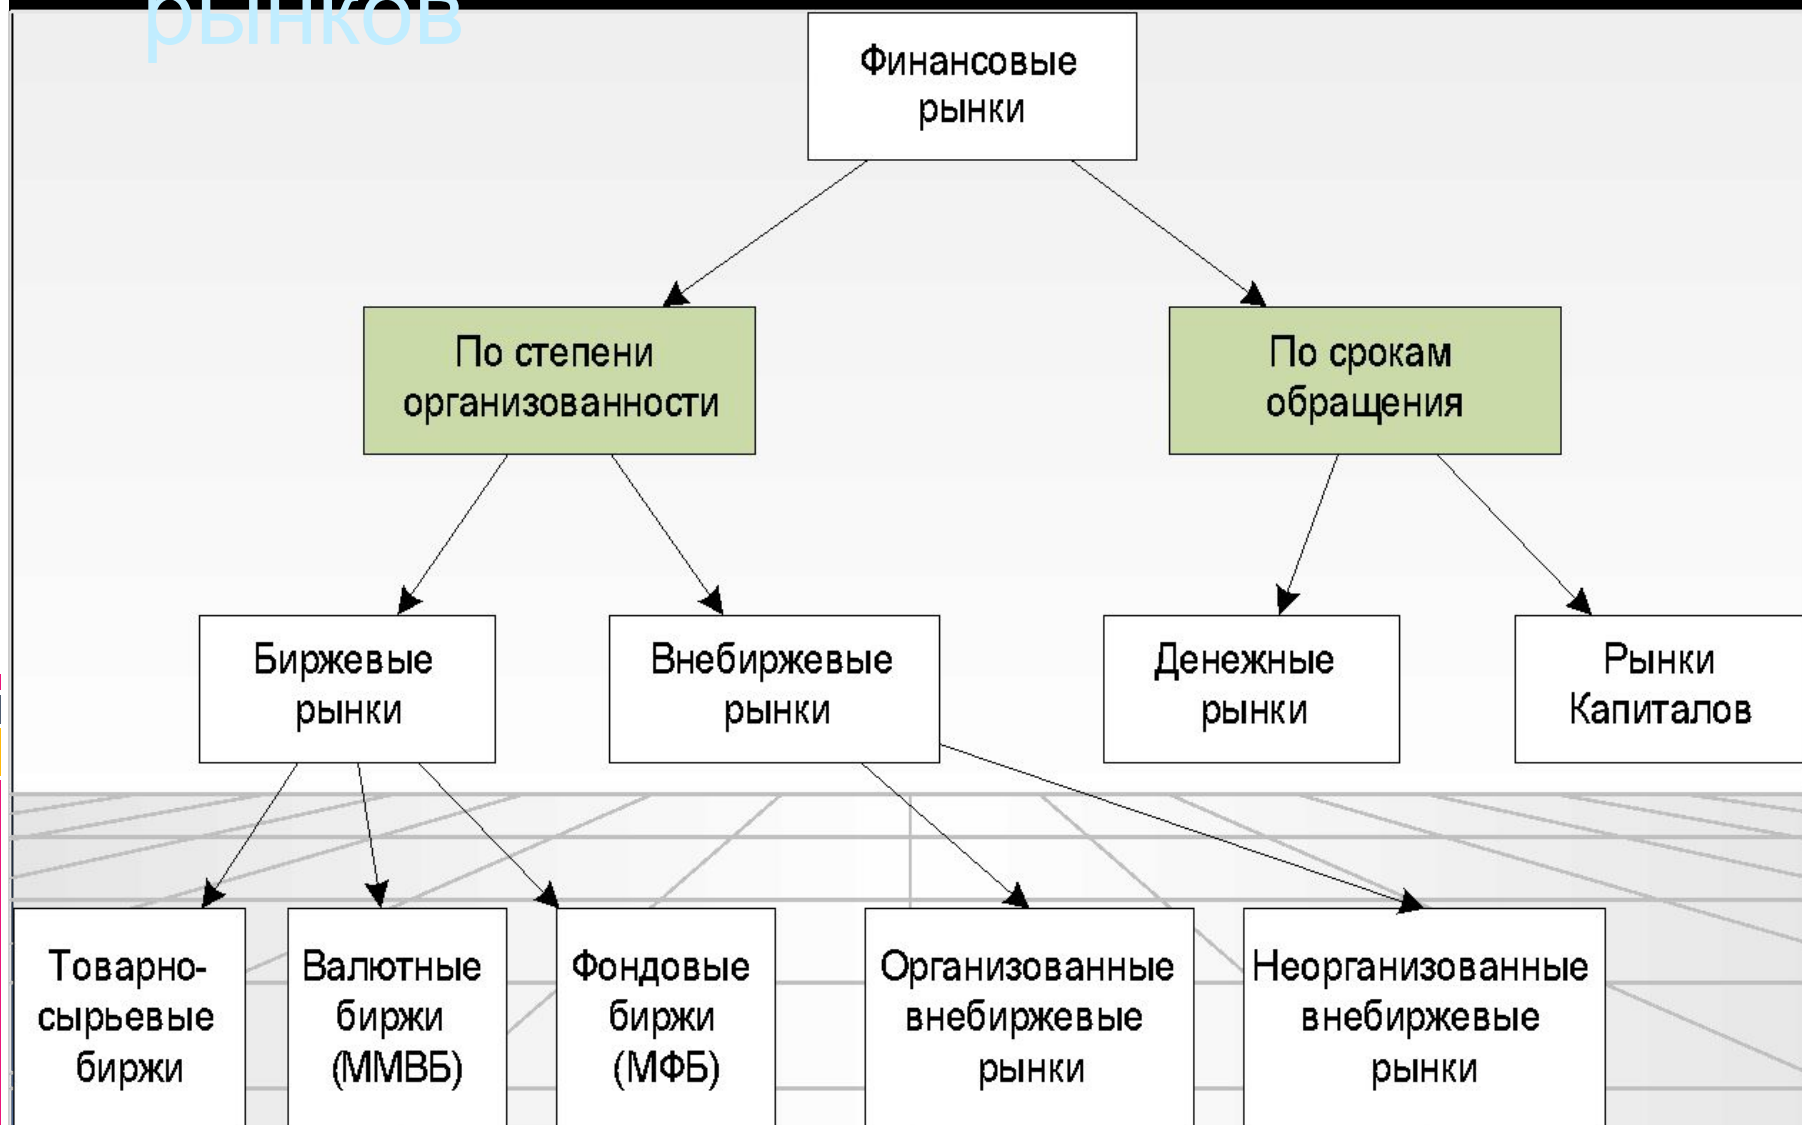 рынков
Финансовые
рынки
По степени
организованности
По срокам
обращения
Биржевые
рынки
Внебиржевые
рынки
Денежные
рынки
Рынки
Капиталов
Товарно-
сырьевые
биржи
Валютные
биржи
(ММВБ)
Фондовые
биржи
(МФБ)
Организованные
внебиржевые
рынки
Неорганизованные
внебиржевые
рынки